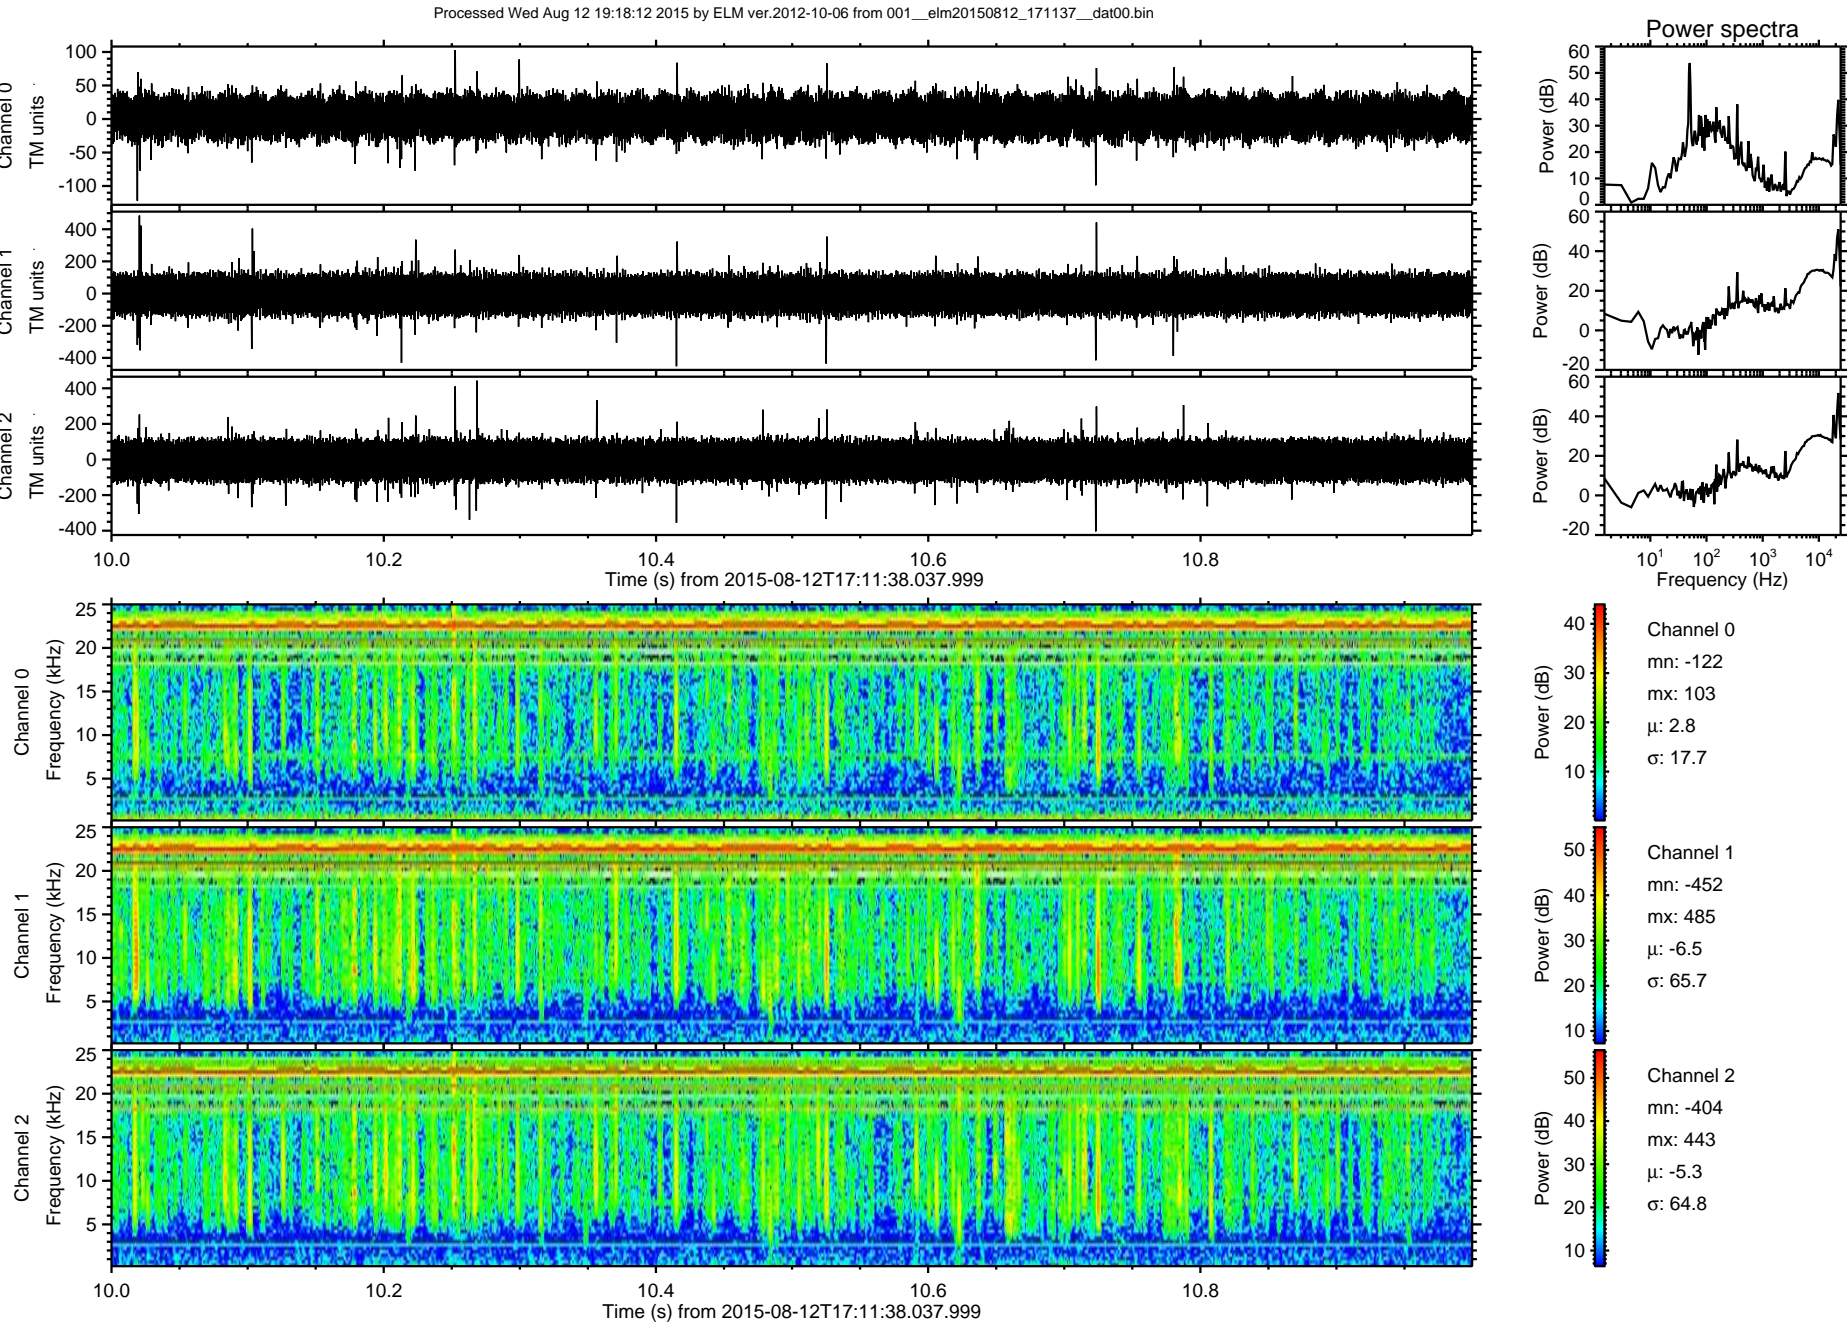 Processed Wed Aug 12 19:18:12 2015 by ELM ver.2012-10-06 from 001__elm20150812_171137__dat00.bin
Power spectra
Channel 0
TM units
100
50
0
-50
-100
Power (dB)
60
50
40
30
20
10
0
Channel 1
TM units
400
200
0
-200
-400
Power (dB)
60
40
20
0
-20
Channel 2
TM units
400
200
0
-200
-400
Power (dB)
60
40
20
0
-20
10.0 10.2 10.4 10.6 10.8
Time (s) from 2015-08-12T17:11:38.037.999
10¹ 10² 10³ 10⁴
Frequency (Hz)
Channel 0
Frequency (kHz)
25
20
15
10
5
Power (dB)
40
30
20
10
Channel 0
mn: -122
mx: 103
μ: 2.8
σ: 17.7
Channel 1
Frequency (kHz)
25
20
15
10
5
Power (dB)
50
40
30
20
10
Channel 1
mn: -452
mx: 485
μ: -6.5
σ: 65.7
Channel 2
Frequency (kHz)
25
20
15
10
5
Power (dB)
50
40
30
20
10
Channel 2
mn: -404
mx: 443
μ: -5.3
σ: 64.8
10.0 10.2 10.4 10.6 10.8
Time (s) from 2015-08-12T17:11:38.037.999